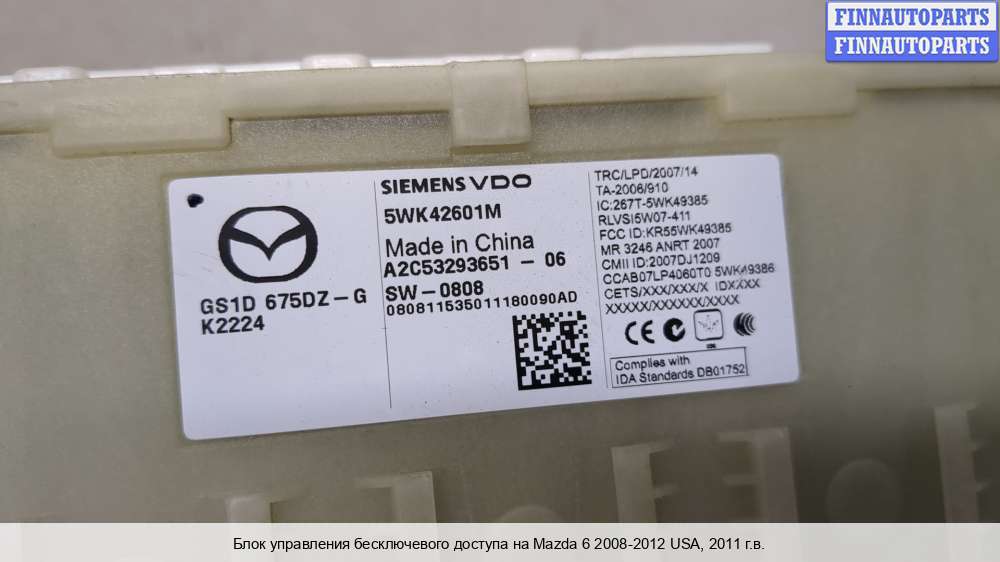 FINNAUTOPARTS
FINNAUTOPARTS
GS1D 675DZ-G
K2224
SIEMENS VDO
5WK42601M
Made in China
A2C53293651 - 06
SW-0808
080811535011180090AD
TRC/LPD/2007/14
TA-2006/910
IC:267T-5WK49385
RLVSI5W07-411
FCC ID:KR55WK49385
MR 3246 ANRT 2007
CMII ID:2007DJ1209
CCAB07LP4060T0 5WK49386
CETS/XXX/XXX/X IDXXXX
XXXXX/XXXXXX/XXXX
CE
Complies with
IDA Standards DB01752
Блок управления бесключевого доступа на Mazda 6 2008-2012 USA, 2011 г.в.